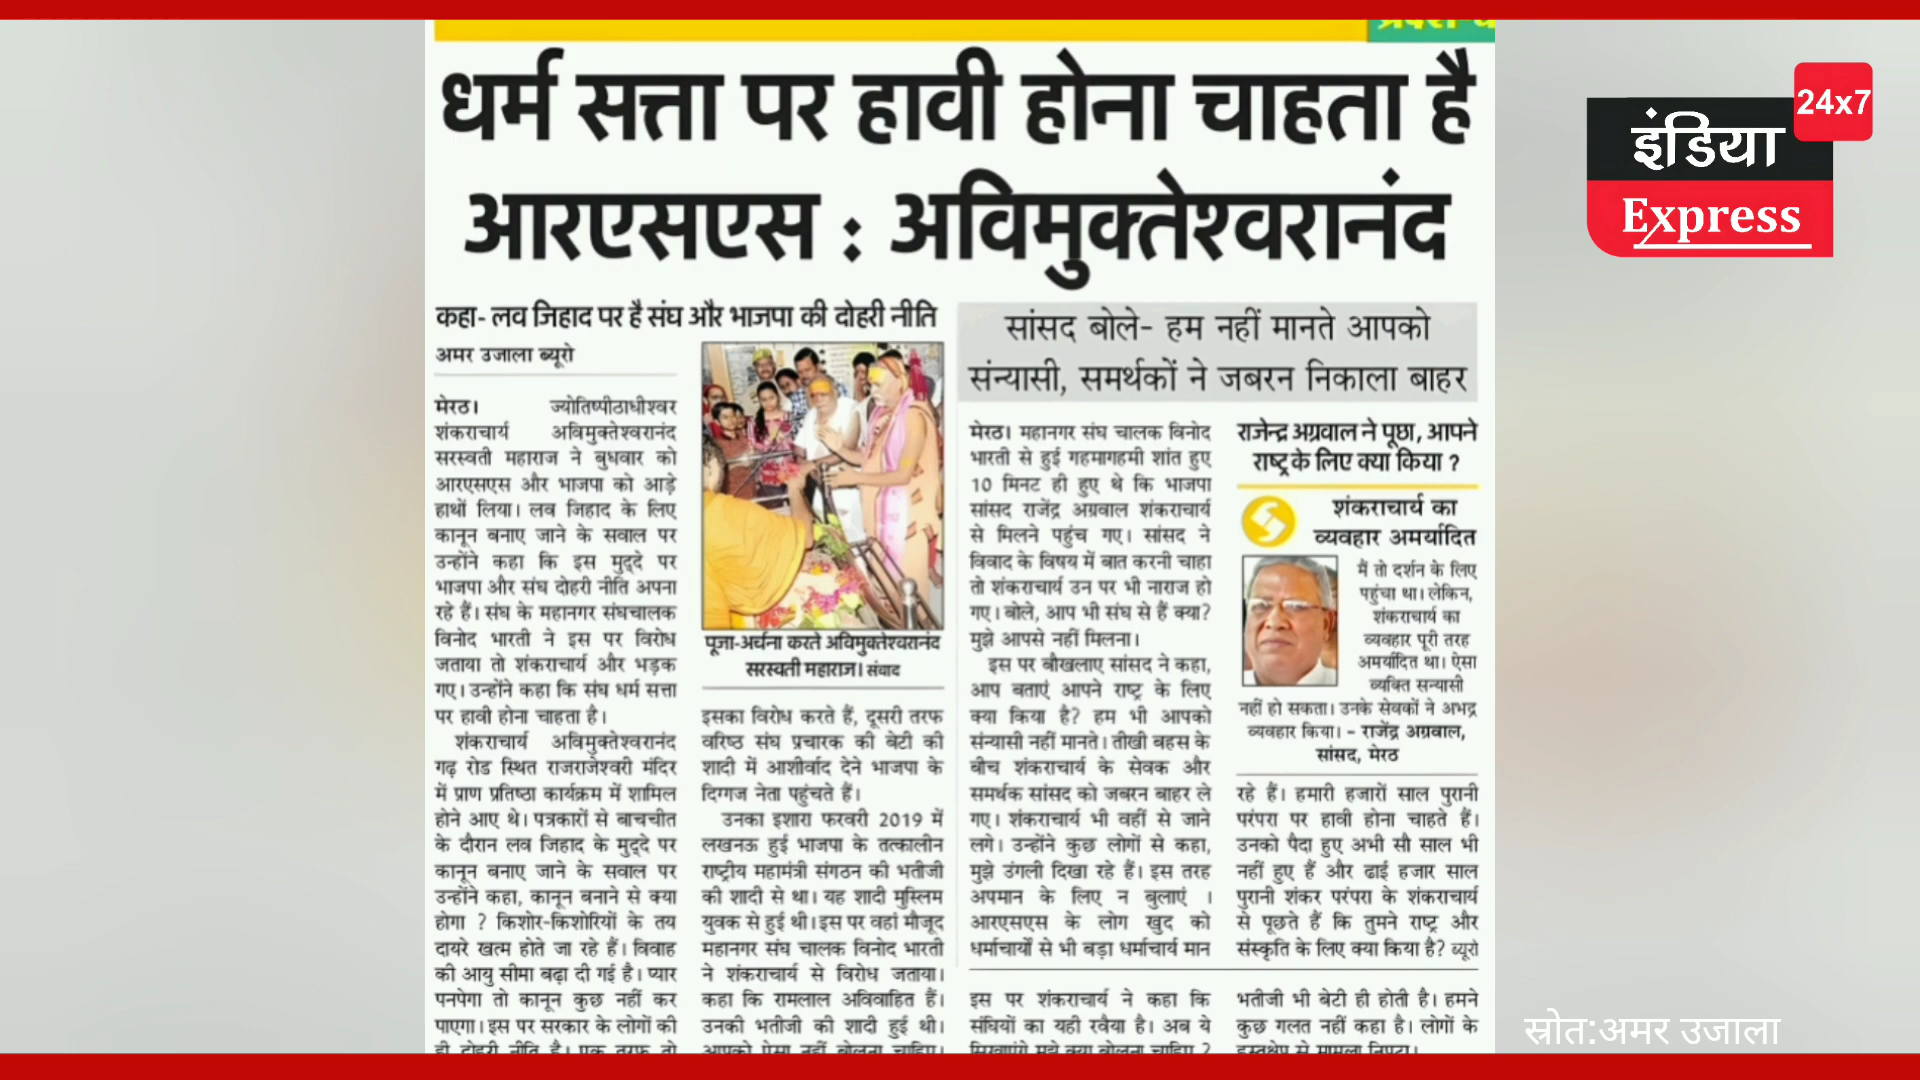 धर्म सत्ता पर हावी होना चाहता है
आरएसएस : अविमुक्तेश्वरानंद
कहा- लव जिहाद पर है संघ और भाजपा की दोहरी नीति
अमर उजाला ब्यूरो
मेरठ। ज्योतिष्पीठाधीश्वर
शंकराचार्य अविमुक्तेश्वरानंद
सरस्वती महाराज ने बुधवार को
आरएसएस और भाजपा को आड़े
हाथों लिया। लव जिहाद के लिए
कानून बनाए जाने के सवाल पर
उन्होंने कहा कि इस मुद्दे पर
भाजपा और संघ दोहरी नीति अपना
रहे हैं। संघ के महानगर संघचालक
विनोद भारती ने इस पर विरोध
जताया तो शंकराचार्य और भड़क
गए। उन्होंने कहा कि संघ धर्म सत्ता
पर हावी होना चाहता है।
शंकराचार्य अविमुक्तेश्वरानंद
गढ़ रोड स्थित राजराजेश्वरी मंदिर
में प्राण प्रतिष्ठा कार्यक्रम में शामिल
होने आए थे। पत्रकारों से बाचचीत
के दौरान लव जिहाद के मुद्दे पर
कानून बनाए जाने के सवाल पर
उन्होंने कहा, कानून बनाने से क्या
होगा ? किशोर-किशोरियों के तय
दायरे खत्म होते जा रहे हैं। विवाह
की आयु सीमा बढ़ा दी गई है। प्यार
पनपेगा तो कानून कुछ नहीं कर
पाएगा। इस पर सरकार के लोगों की
ही दोहरी नीति है। एक तरफ तो
पूजा-अर्चना करते अविमुक्तेश्वरानंद
सरस्वती महाराज। संवाद
इसका विरोध करते हैं, दूसरी तरफ
वरिष्ठ संघ प्रचारक की बेटी की
शादी में आशीर्वाद देने भाजपा के
दिग्गज नेता पहुंचते हैं।
उनका इशारा फरवरी 2019 में
लखनऊ हुई भाजपा के तत्कालीन
राष्ट्रीय महामंत्री संगठन की भतीजी
की शादी से था। यह शादी मुस्लिम
युवक से हुई थी। इस पर वहां मौजूद
महानगर संघ चालक विनोद भारती
ने शंकराचार्य से विरोध जताया।
कहा कि रामलाल अविवाहित हैं।
उनकी भतीजी की शादी हुई थी।
आपको ऐसा नहीं बोलना चाहिए।
सांसद बोले- हम नहीं मानते आपको
संन्यासी, समर्थकों ने जबरन निकाला बाहर
मेरठ। महानगर संघ चालक विनोद
भारती से हुई गहमागहमी शांत हुए
10 मिनट ही हुए थे कि भाजपा
सांसद राजेंद्र अग्रवाल शंकराचार्य
से मिलने पहुंच गए। सांसद ने
विवाद के विषय में बात करनी चाहा
तो शंकराचार्य उन पर भी नाराज हो
गए। बोले, आप भी संघ से हैं क्या?
मुझे आपसे नहीं मिलना।
इस पर बौखलाए सांसद ने कहा,
आप बताएं आपने राष्ट्र के लिए
क्या किया है? हम भी आपको
संन्यासी नहीं मानते। तीखी बहस के
बीच शंकराचार्य के सेवक और
समर्थक सांसद को जबरन बाहर ले
गए। शंकराचार्य भी वहीं से जाने
लगे। उन्होंने कुछ लोगों से कहा,
मुझे उंगली दिखा रहे हैं। इस तरह
अपमान के लिए न बुलाएं ।
आरएसएस के लोग खुद को
धर्माचार्यों से भी बड़ा धर्माचार्य मान
राजेन्द्र अग्रवाल ने पूछा, आपने
राष्ट्र के लिए क्या किया ?
शंकराचार्य का
व्यवहार अमर्यादित
मैं तो दर्शन के लिए
पहुंचा था। लेकिन,
शंकराचार्य का
व्यवहार पूरी तरह
अमर्यादित था। ऐसा
व्यक्ति सन्यासी
नहीं हो सकता। उनके सेवकों ने अभद्र
व्यवहार किया। – राजेंद्र अग्रवाल,
सांसद, मेरठ
रहे हैं। हमारी हजारों साल पुरानी
परंपरा पर हावी होना चाहते हैं।
उनको पैदा हुए अभी सौ साल भी
नहीं हुए हैं और ढाई हजार साल
पुरानी शंकर परंपरा के शंकराचार्य
से पूछते हैं कि तुमने राष्ट्र और
संस्कृति के लिए क्या किया है? ब्यूरो
इस पर शंकराचार्य ने कहा कि
संघियों का यही रवैया है। अब ये
सिखाएंगे मुझे क्या बोलना चाहिए ?
भतीजी भी बेटी ही होती है। हमने
कुछ गलत नहीं कहा है। लोगों के
हस्तक्षेप से मामला निपटा।
24x7
इंडिया
Express
स्रोत:अमर उजाला